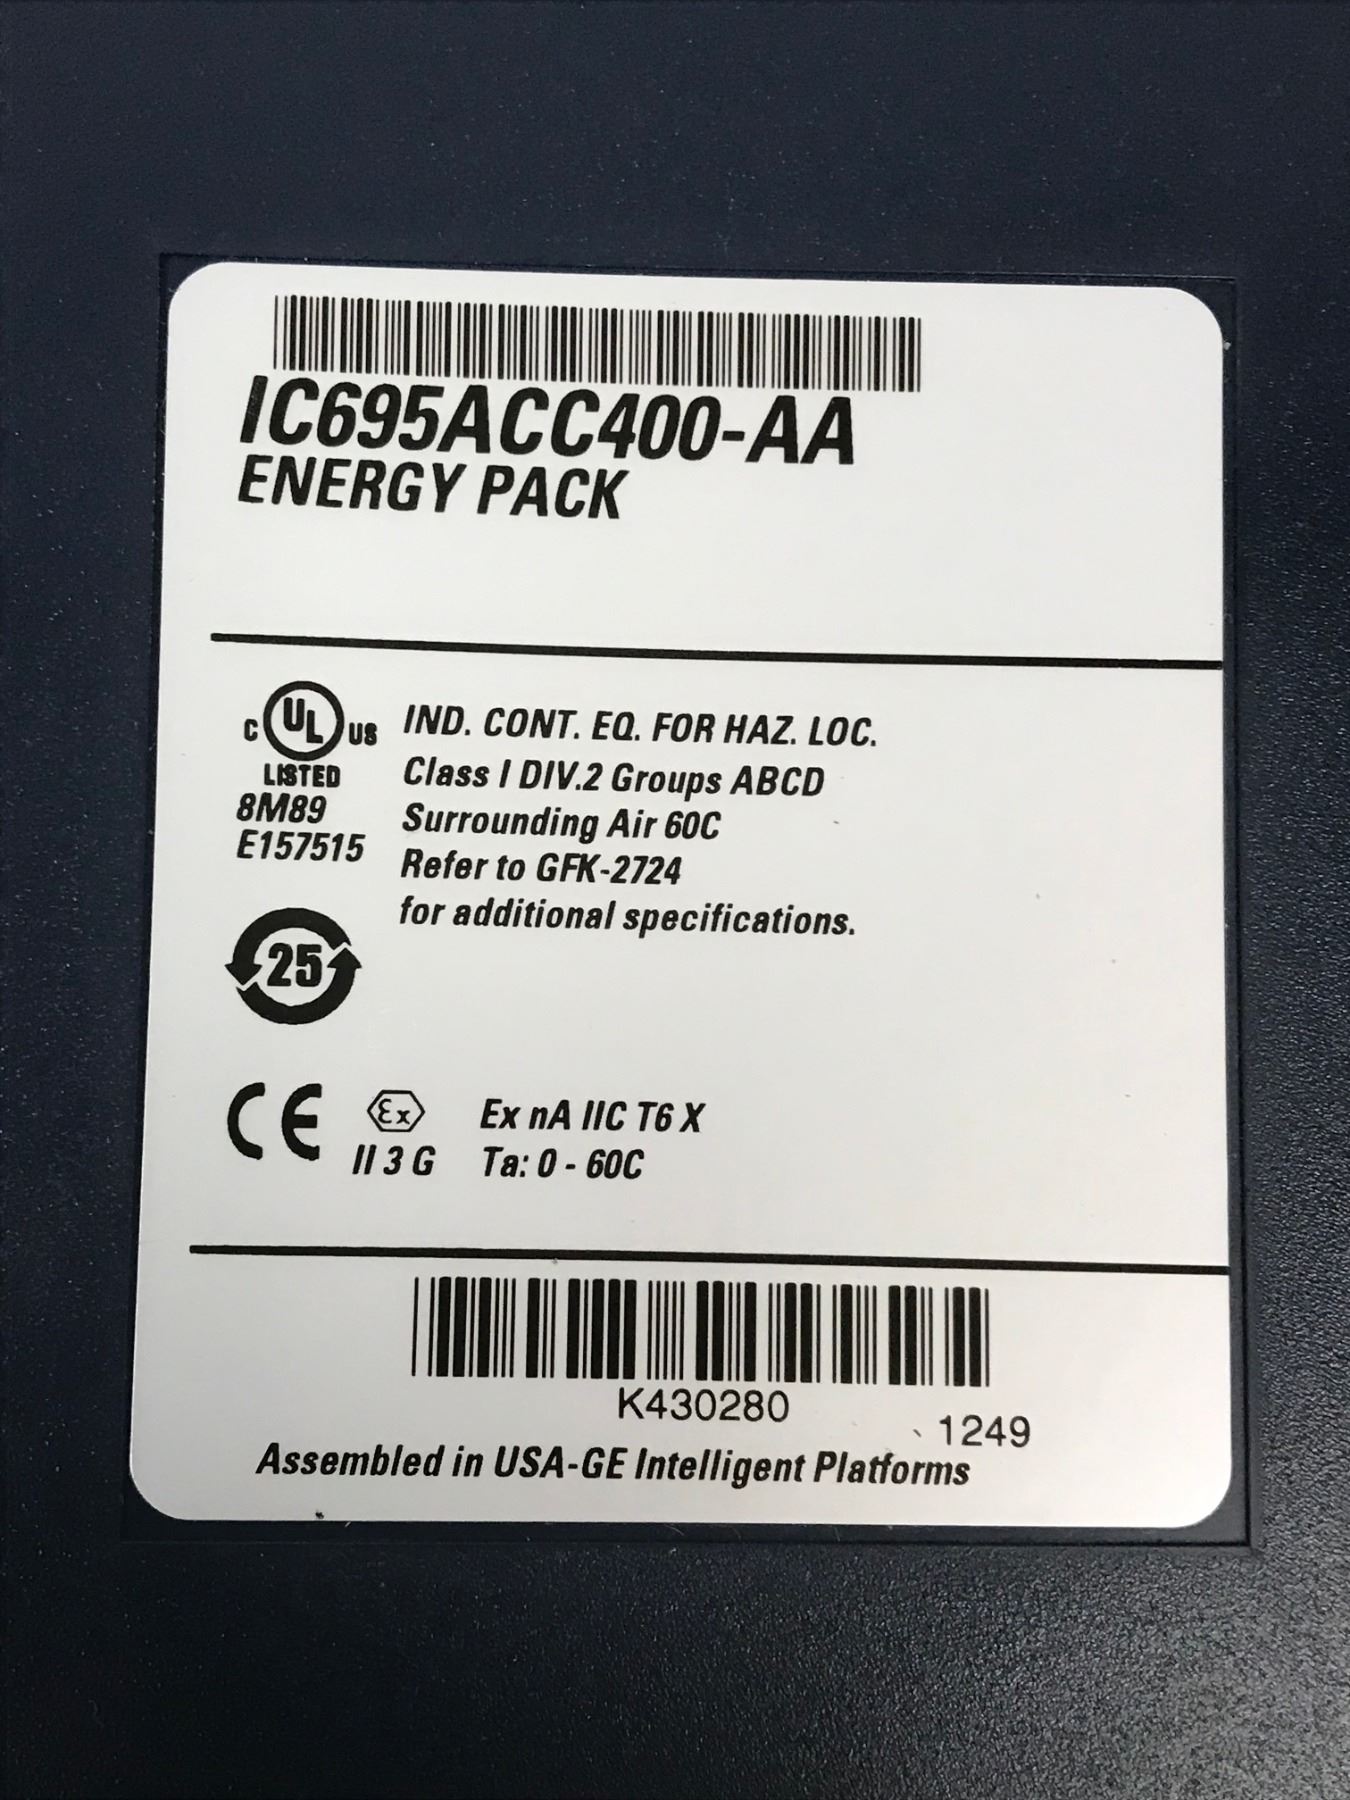 IC695ACC400-AA
ENERGY PACK
C UL US
LISTED
8M89
E157515
IND. CONT. EQ. FOR HAZ. LOC.
Class I DIV.2 Groups ABCD
Surrounding Air 60C
Refer to GFK-2724
for additional specifications.
25
CE
Ex
II 3 G
Ex nA IIC T6 X
Ta: 0 - 60C
K430280
1249
Assembled in USA-GE Intelligent Platforms